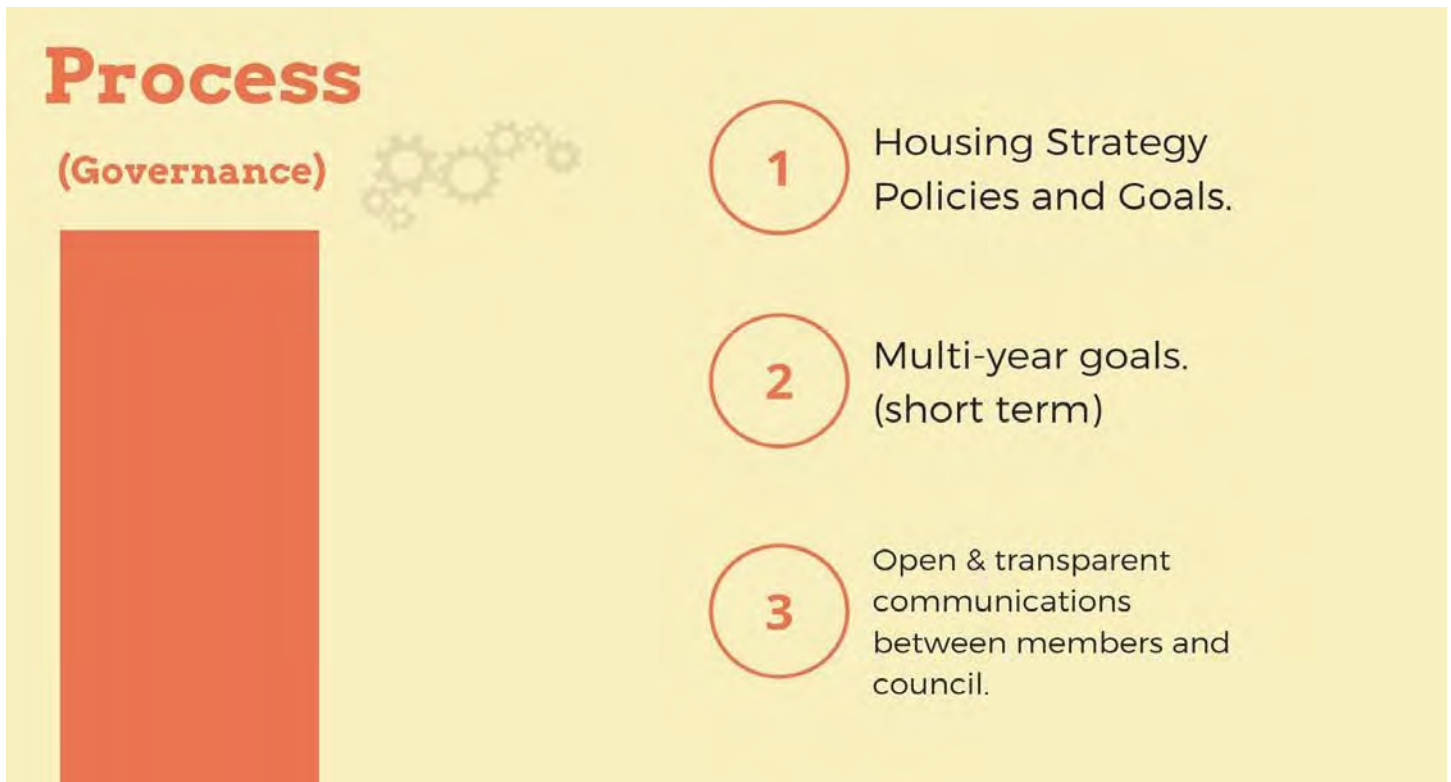 Process
(Governance)
1
Housing Strategy
Policies and Goals.
2
Multi-year goals.
(short term)
3
Open & transparent
communications
between members and
council.